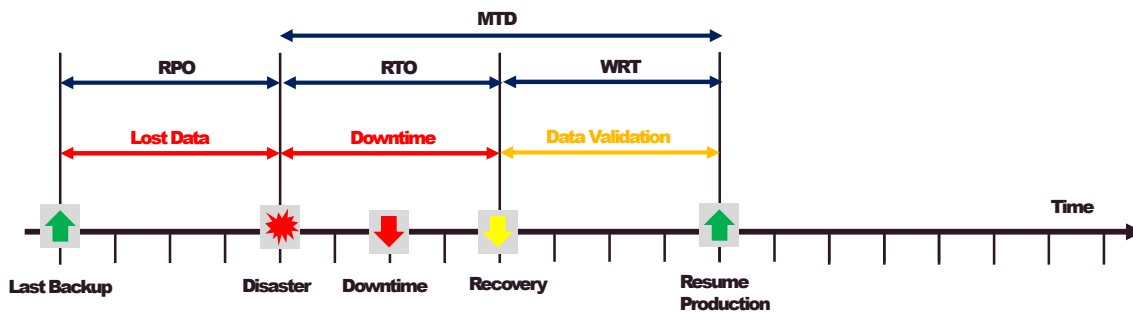 MTD
RPO
RTO
WRT
Lost Data
Downtime
Data Validation
Time
Last Backup
Disaster
Downtime
Recovery
Resume
Production